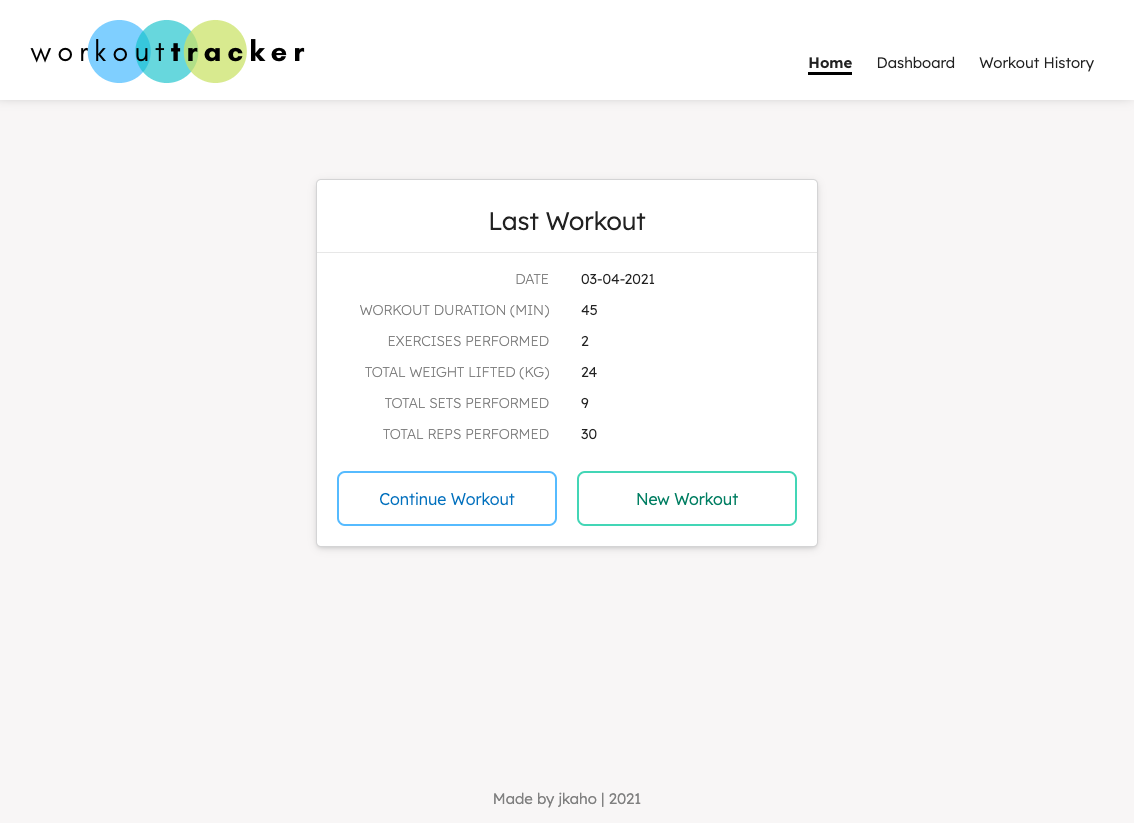 workouttracker
Home Dashboard Workout History
Last Workout
DATE 03-04-2021
WORKOUT DURATION (MIN) 45
EXERCISES PERFORMED 2
TOTAL WEIGHT LIFTED (KG) 24
TOTAL SETS PERFORMED 9
TOTAL REPS PERFORMED 30
Continue Workout New Workout
Made by jkaho | 2021